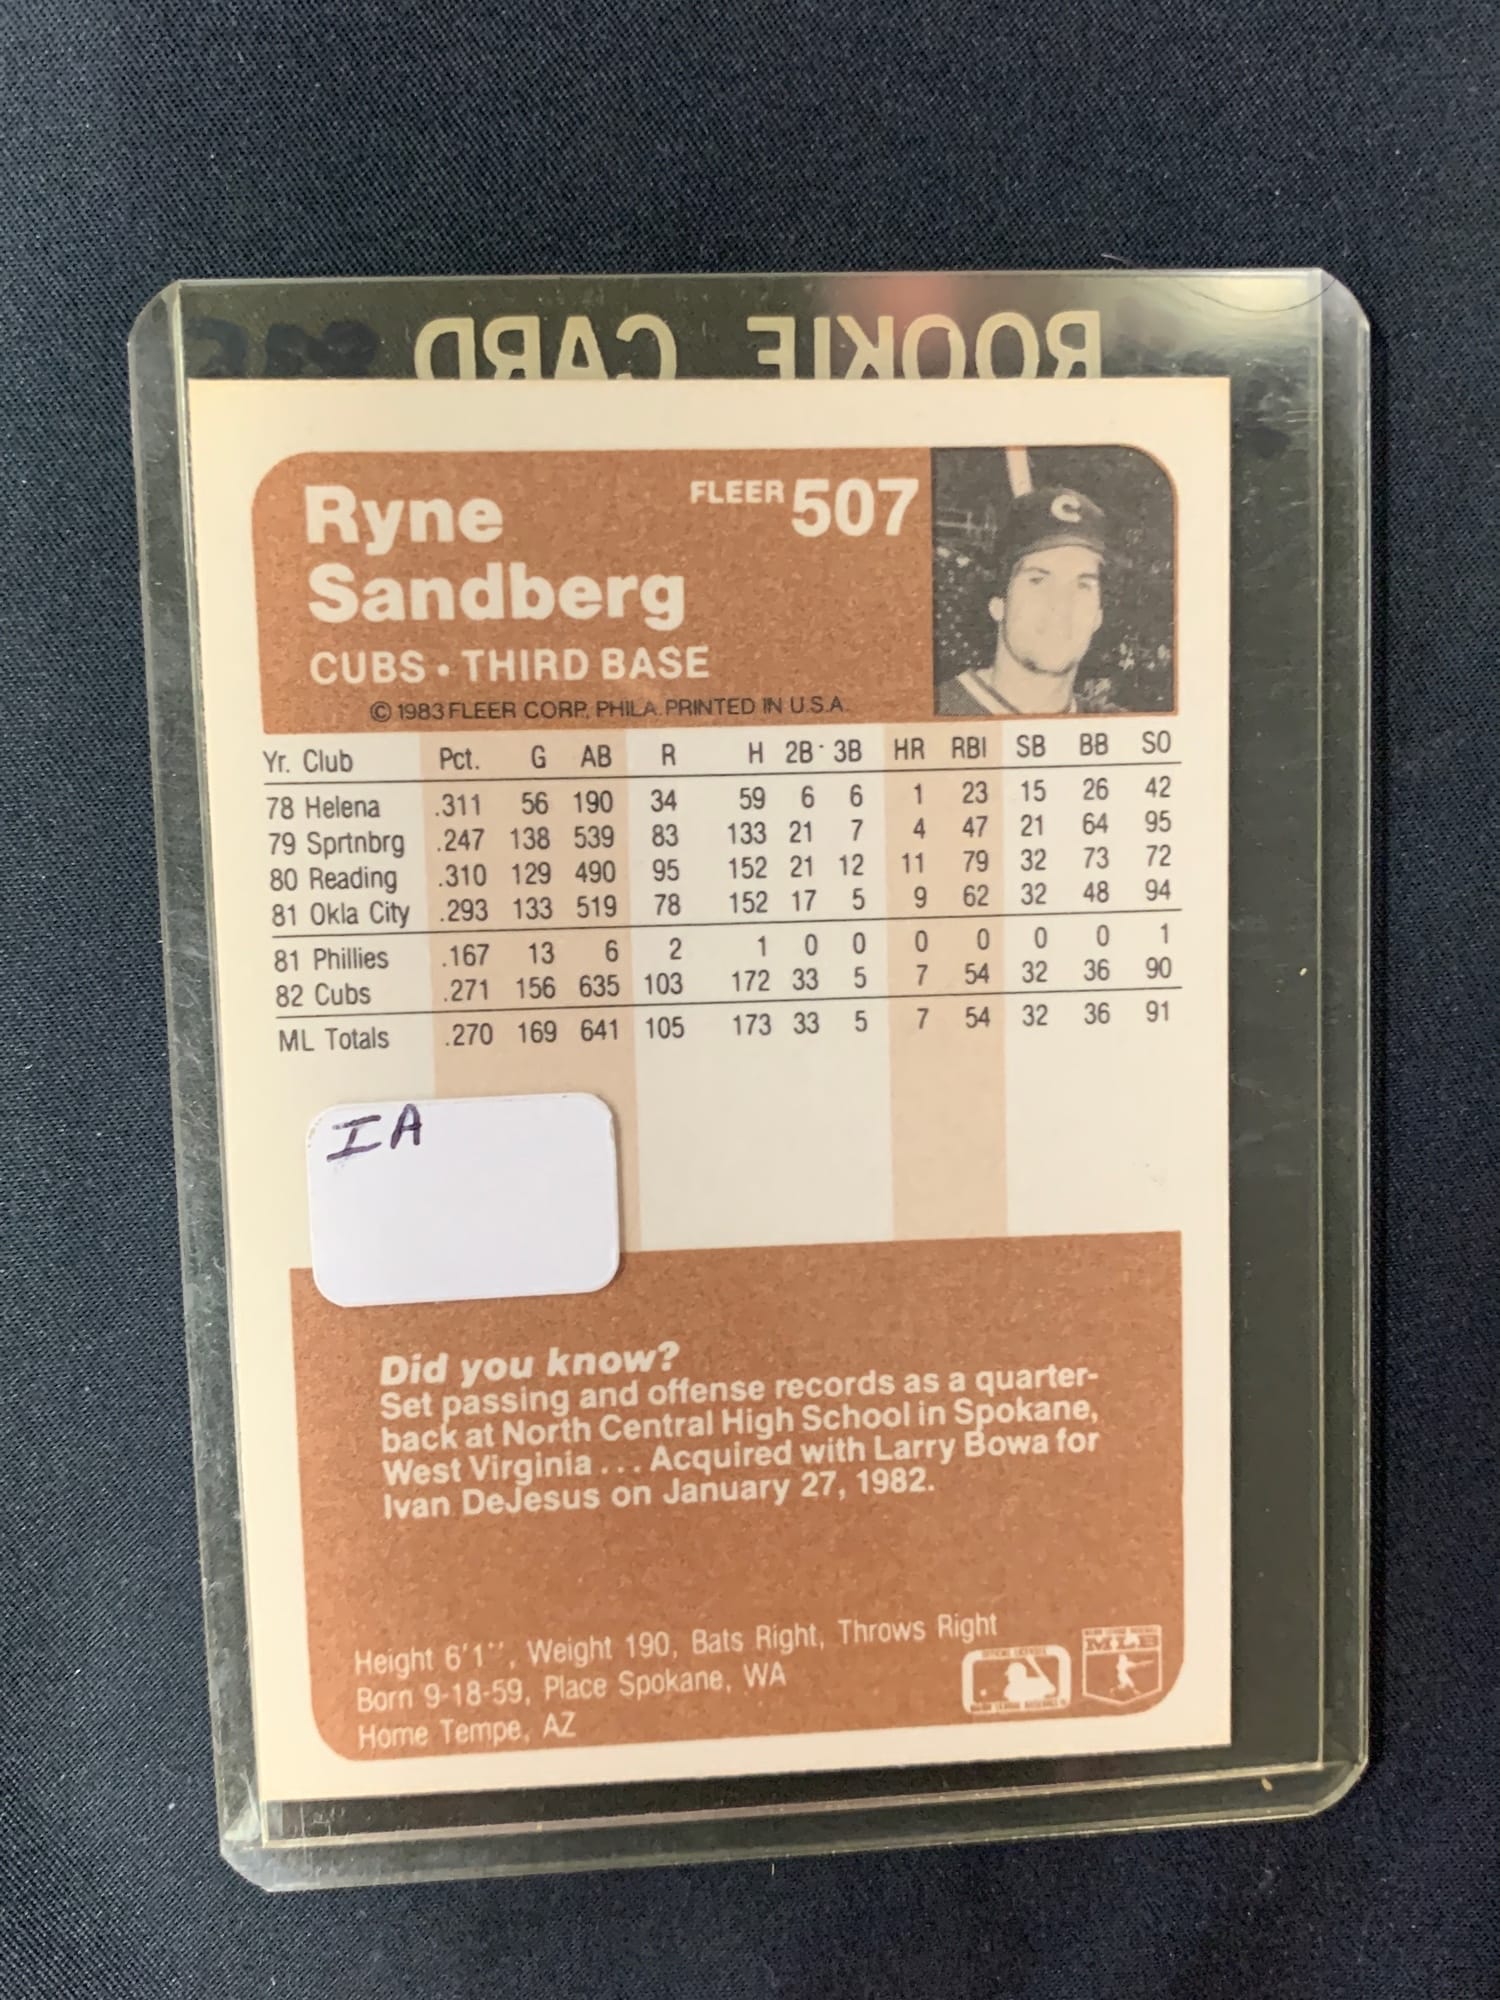 ROOKIE CARD
Ryne
Sandberg
FLEER 507
CUBS • THIRD BASE
© 1983 FLEER CORP. PHILA. PRINTED IN U.S.A.
Yr. Club Pct. G AB R H 2B 3B HR RBI SB BB SO
78 Helena .311 56 190 34 59 6 6 1 23 15 26 42
79 Sprtnbrg .247 138 539 83 133 21 7 4 47 21 64 95
80 Reading .310 129 490 95 152 21 12 11 79 32 73 72
81 Okla City .293 133 519 78 152 17 5 9 62 32 48 94
81 Phillies .167 13 6 2 1 0 0 0 0 0 0 1
82 Cubs .271 156 635 103 172 33 5 7 54 32 36 90
ML Totals .270 169 641 105 173 33 5 7 54 32 36 91
IA
Did you know?
Set passing and offense records as a quarter-
back at North Central High School in Spokane,
West Virginia . . . Acquired with Larry Bowa for
Ivan DeJesus on January 27, 1982.
Height 6'1'', Weight 190, Bats Right, Throws Right
Born 9-18-59, Place Spokane, WA
Home Tempe, AZ